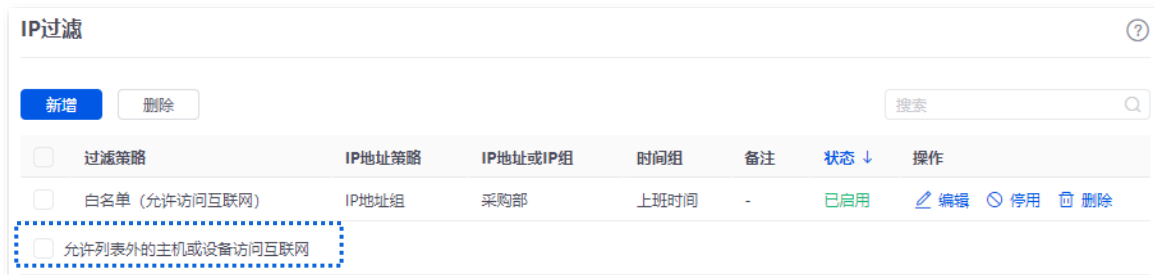 IP过滤
新增 删除 搜索
过滤策略 IP地址策略 IP地址或IP组 时间组 备注 状态 ↓ 操作
白名单（允许访问互联网） IP地址组 采购部 上班时间 - 已启用 编辑 停用 删除
允许列表外的主机或设备访问互联网